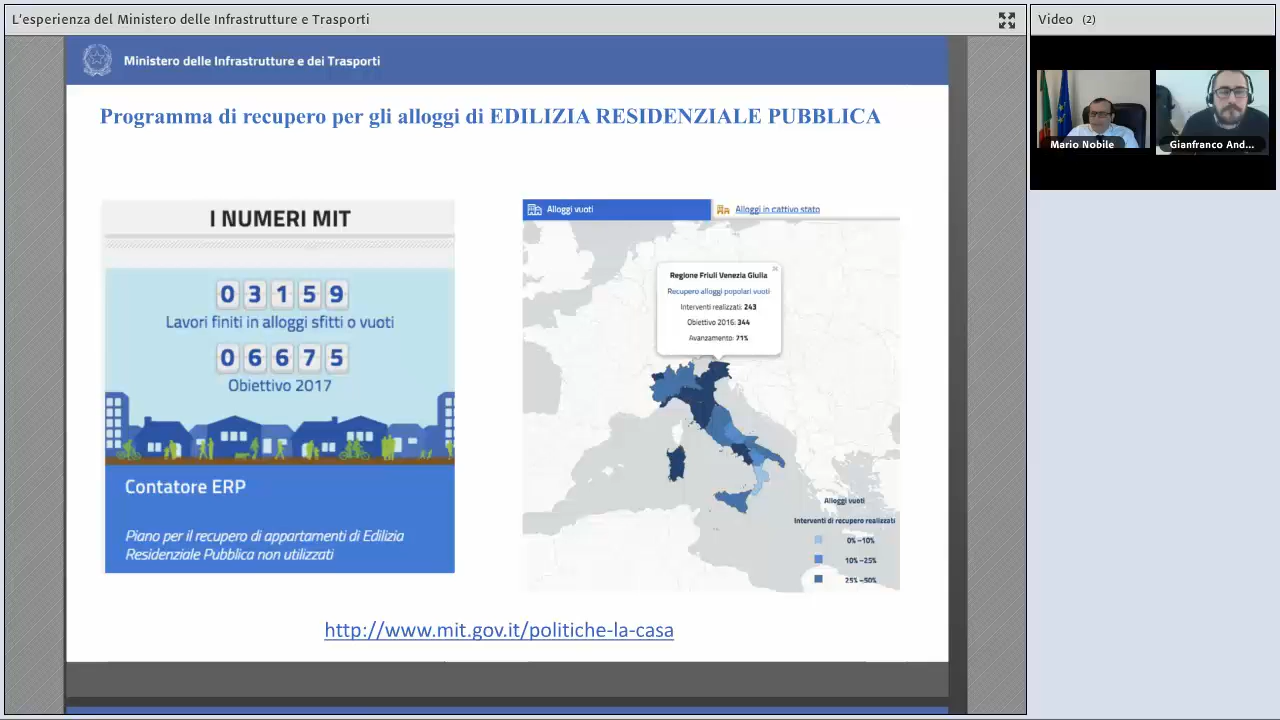 L'esperienza del Ministero delle Infrastrutture e Trasporti
Video (2)
Ministero delle Infrastrutture e dei Trasporti
Mario Nobile
Gianfranco And...
Programma di recupero per gli alloggi di EDILIZIA RESIDENZIALE PUBBLICA
I NUMERI MIT
03159
Lavori finiti in alloggi sfitti o vuoti
06675
Obiettivo 2017
Contatore ERP
Piano per il recupero di appartamenti di Edilizia
Residenziale Pubblica non utilizzati
Alloggi vuoti
Alloggi in cattivo stato
Regione Friuli Venezia Giulia
Recupero alloggi popolari vuoti
Interventi realizzati: 243
Obiettivo 2016: 344
Avanzamento: 71%
Alloggi vuoti
Interventi di recupero realizzati
0% -10%
10% -25%
25% -50%
http://www.mit.gov.it/politiche-la-casa